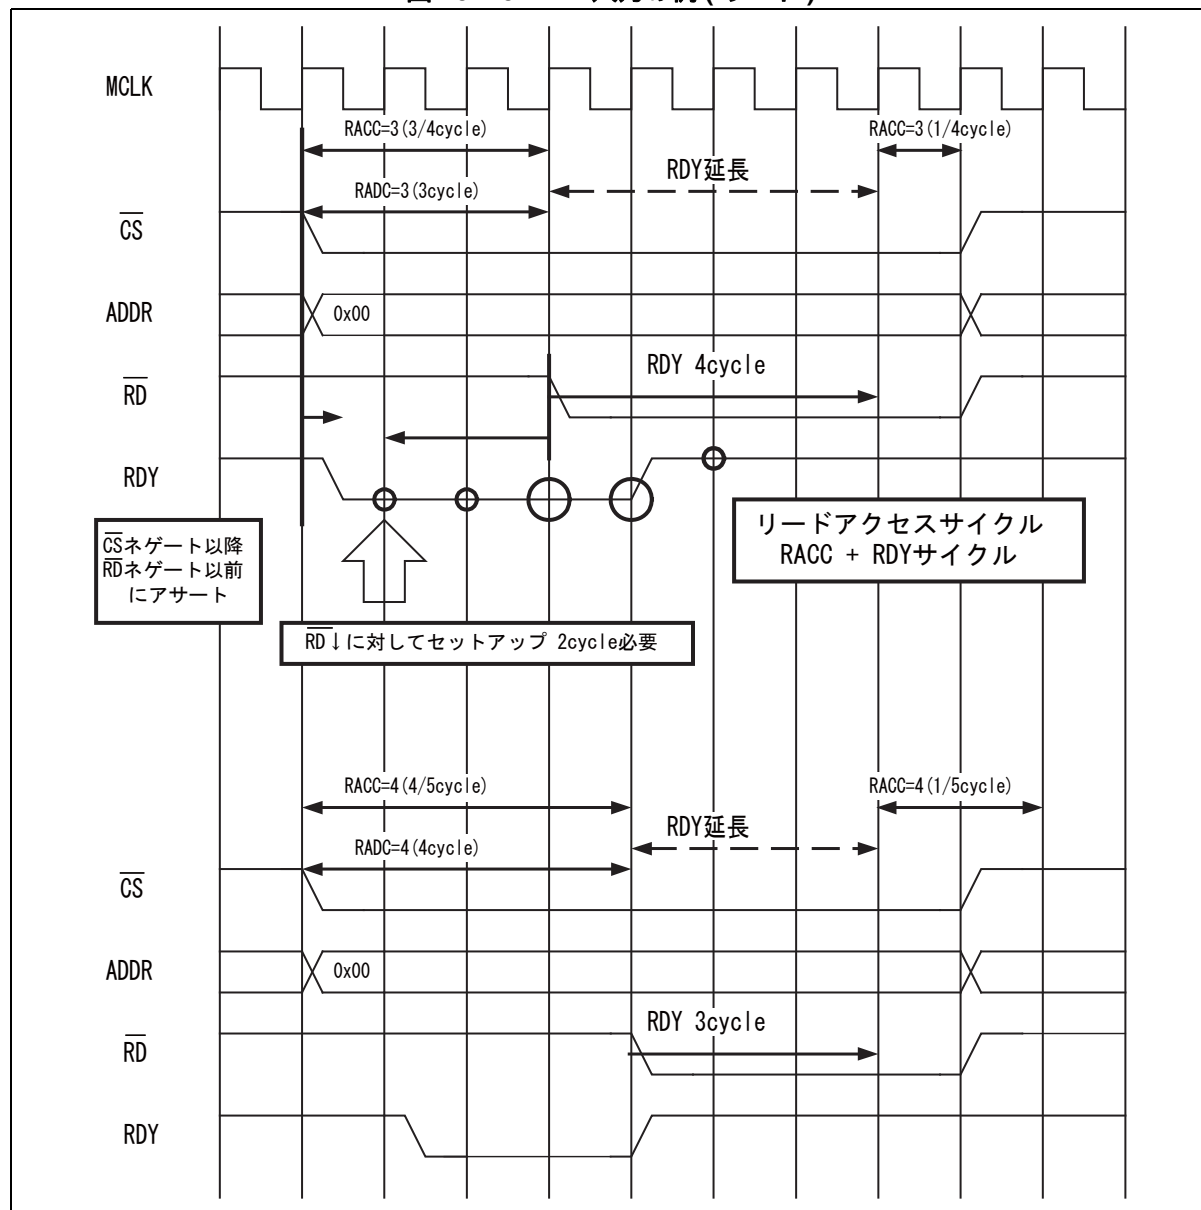 MCLK
RACC=3(3/4cycle)
RACC=3(1/4cycle)
RDY延長
RADC=3(3cycle)
CS
ADDR
0x00
RDY 4cycle
RD
RDY
CSネゲート以降
RDネゲート以前
にアサート
リードアクセスサイクル
RACC + RDYサイクル
RD↓に対してセットアップ 2cycle必要
RACC=4(4/5cycle)
RACC=4(1/5cycle)
RDY延長
RADC=4(4cycle)
CS
ADDR
0x00
RDY 3cycle
RD
RDY